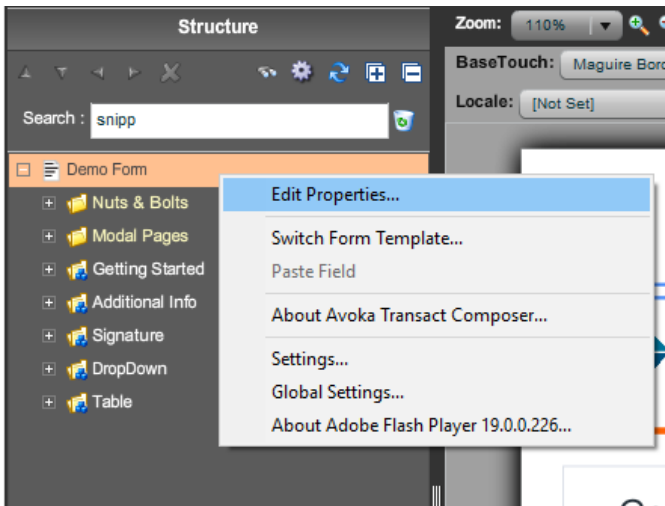 Structure
Zoom: 110%
BaseTouch: Maguire Bord
Locale: [Not Set]
Search : snipp
Demo Form
Nuts & Bolts
Modal Pages
Getting Started
Additional Info
Signature
DropDown
Table
Edit Properties...
Switch Form Template...
Paste Field
About Avoka Transact Composer...
Settings...
Global Settings...
About Adobe Flash Player 19.0.0.226...